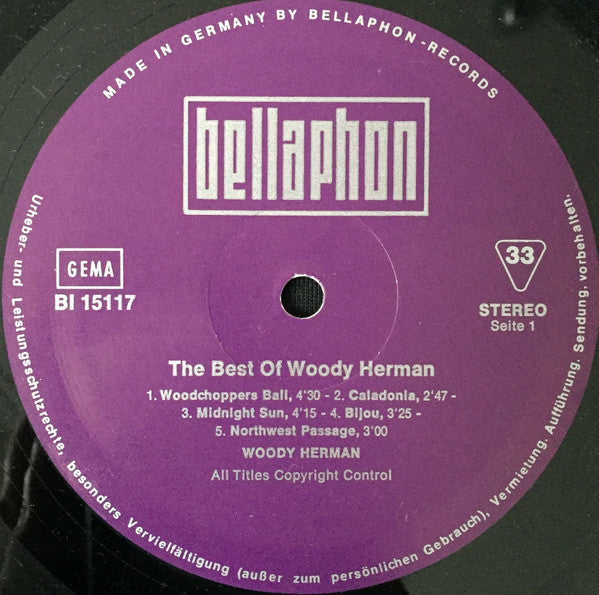 MADE IN GERMANY BY BELLAPHON-RECORDS
bellaphon
GEMA
BI 15117
33
STEREO
Seite 1
The Best Of Woody Herman
1. Woodchoppers Ball, 4'30 - 2. Caladonia, 2'47 -
3. Midnight Sun, 4'15 - 4. Bijou, 3'25 -
5. Northwest Passage, 3'00
WOODY HERMAN
All Titles Copyright Control
Urheber- und Leistungsschutzrechte, besonders Vervielfältigung (außer zum persönlichen Gebrauch), Vermietung. Aufführung. Sendung, vorbehalten.